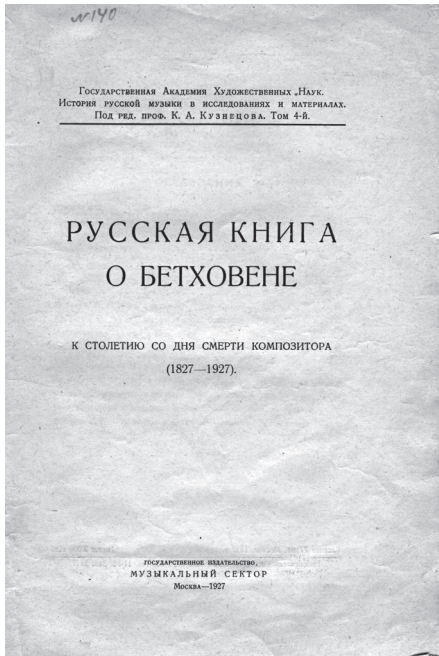 №140
Государственная Академия Художественных „Наук.
История русской музыки в исследованиях и материалах.
Под ред. проф. К. А. Кузнецова. Том 4-й.
РУССКАЯ КНИГА
О БЕТХОВЕНЕ
К СТОЛЕТИЮ СО ДНЯ СМЕРТИ КОМПОЗИТОРА
(1827—1927).
ГОСУДАРСТВЕННОЕ ИЗДАТЕЛЬСТВО,
МУЗЫКАЛЬНЫЙ СЕКТОР
Москва—1927